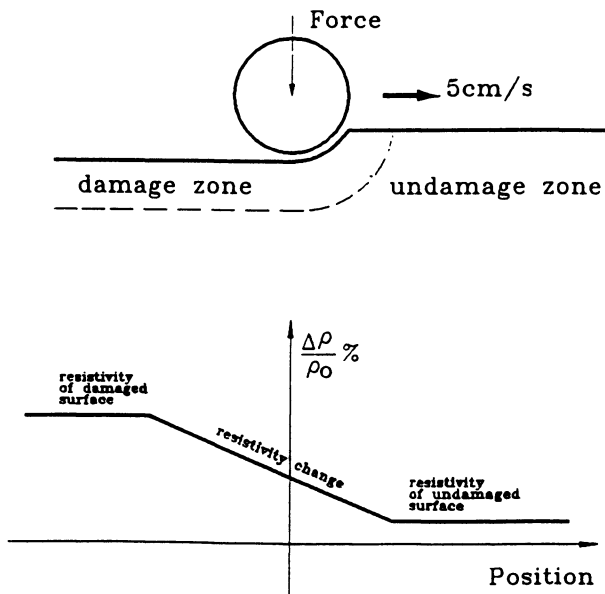 Force
5cm/s
damage zone
undamage zone
Δρ
ρo %
resistivity
of damaged
surface
resistivity change
resistivity
of undamaged
surface
Position